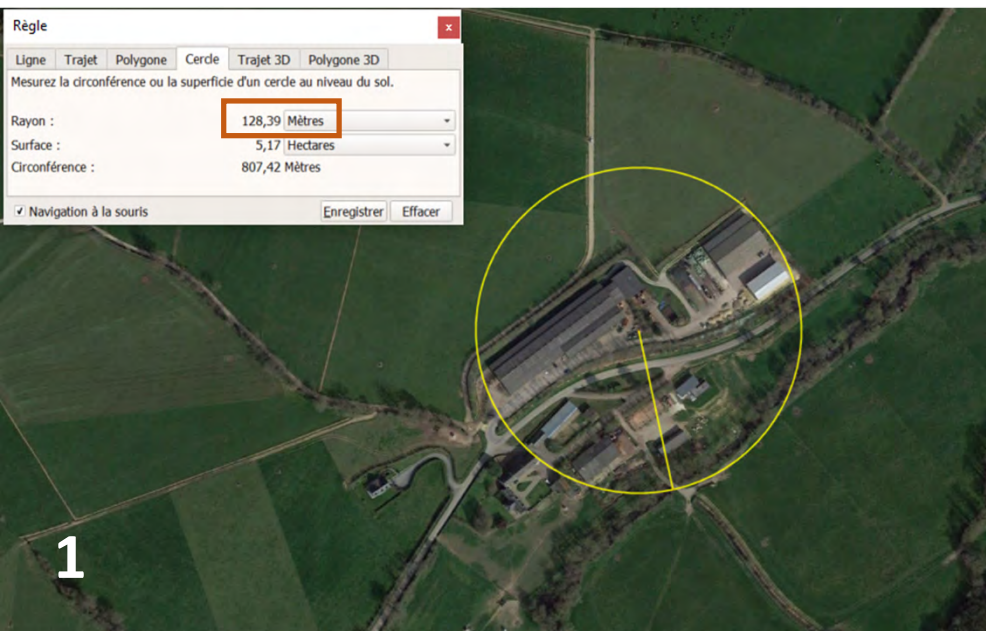 Règle
x
Ligne Trajet Polygone Cercle Trajet 3D Polygone 3D
Mesurez la circonférence ou la superficie d'un cercle au niveau du sol.
Rayon : 128,39 Mètres
Surface : 5,17 Hectares
Circonférence : 807,42 Mètres
Navigation à la souris Enregistrer Effacer
1